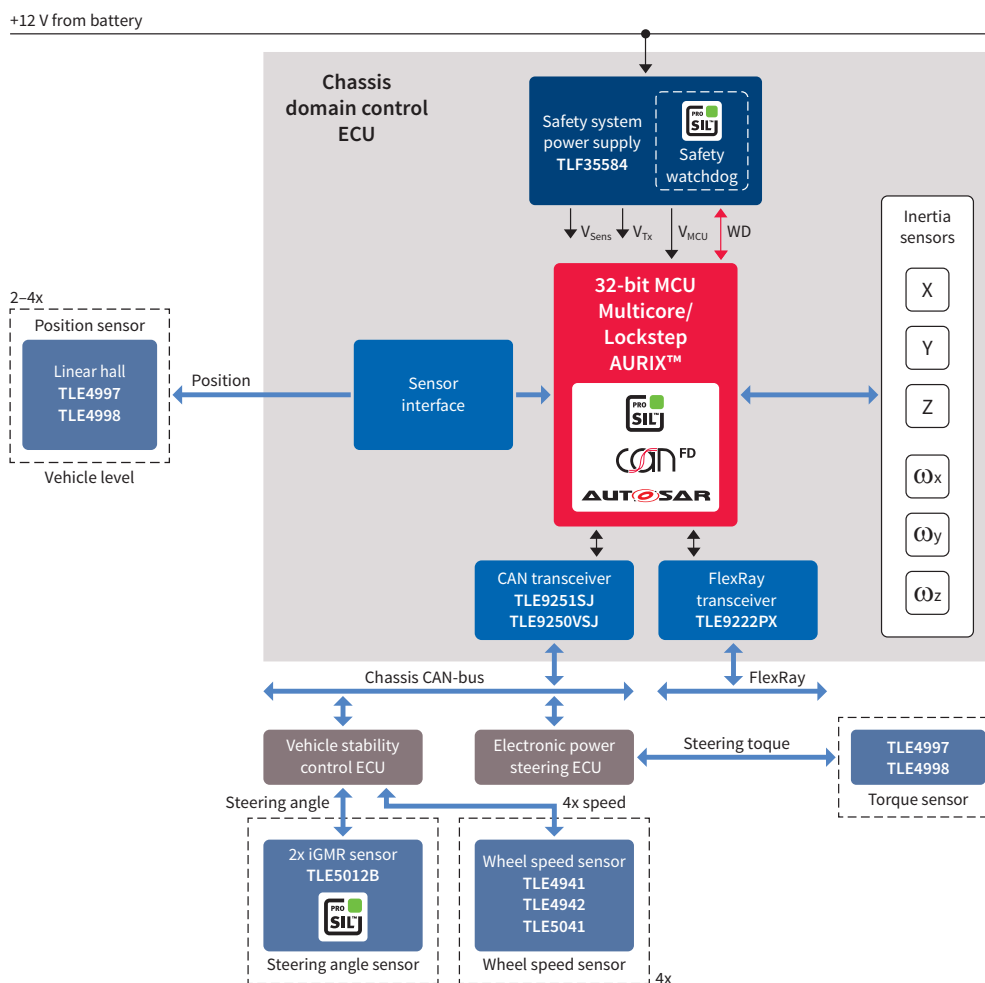 +12 V from battery
Chassis
domain control
ECU
Safety system
power supply
TLF35584
PRO
SIL™
Safety
watchdog
VSens
VTx
VMCU
WD
Inertia
sensors
X
Y
Z
ωx
ωy
ωz
32-bit MCU
Multicore/
Lockstep
AURIX™
PRO
SIL™
CAN FD
AUTOSAR
2–4x
Position sensor
Linear hall
TLE4997
TLE4998
Vehicle level
Position
Sensor
interface
CAN transceiver
TLE9251SJ
TLE9250VSJ
FlexRay
transceiver
TLE9222PX
Chassis CAN-bus
FlexRay
Vehicle stability
control ECU
Electronic power
steering ECU
Steering toque
TLE4997
TLE4998
Torque sensor
Steering angle
4x speed
2x iGMR sensor
TLE5012B
PRO
SIL™
Steering angle sensor
Wheel speed sensor
TLE4941
TLE4942
TLE5041
Wheel speed sensor
4x